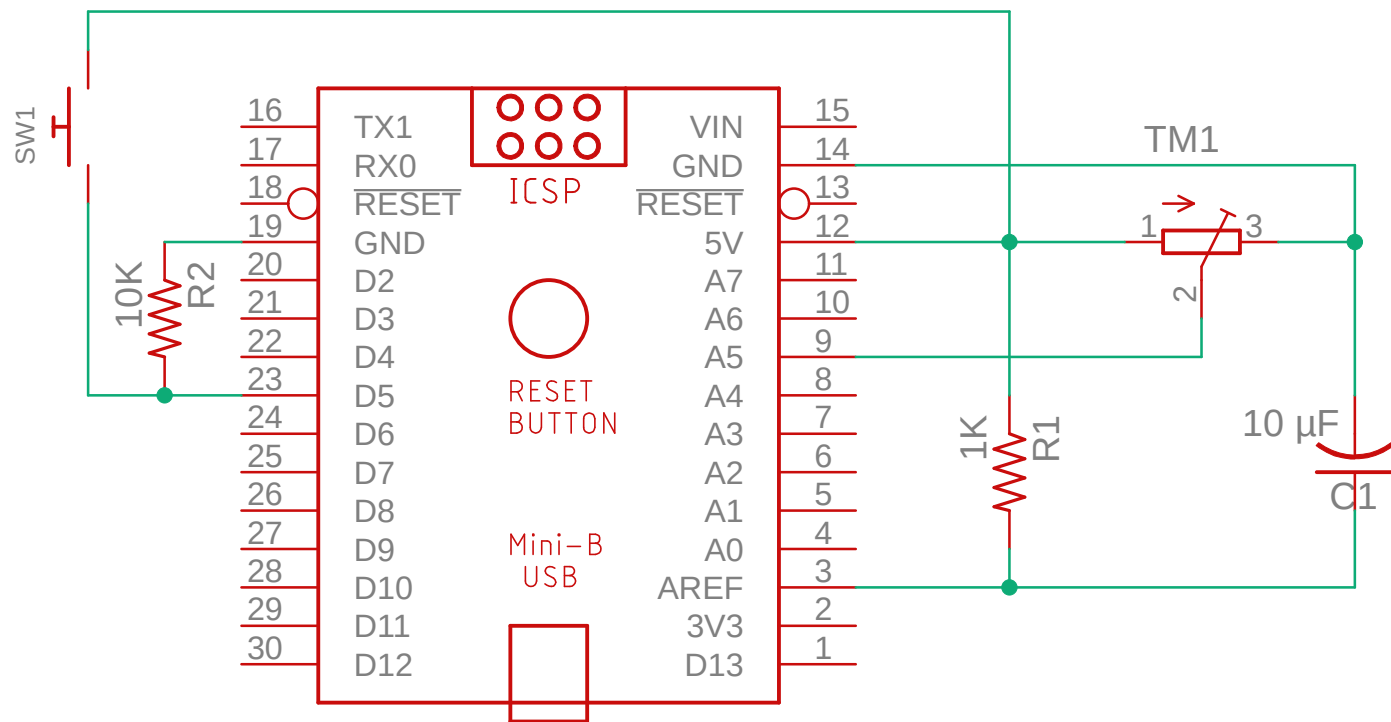 SW1
10K
R2
16 TX1
17 RX0
18 RESET
19 GND
20 D2
21 D3
22 D4
23 D5
24 D6
25 D7
26 D8
27 D9
28 D10
29 D11
30 D12
ICSP
RESET
BUTTON
Mini-B
USB
VIN 15
GND 14
RESET 13
5V 12
A7 11
A6 10
A5 9
A4 8
A3 7
A2 6
A1 5
A0 4
AREF 3
3V3 2
D13 1
TM1
1
3
2
1K
R1
10 µF
C1